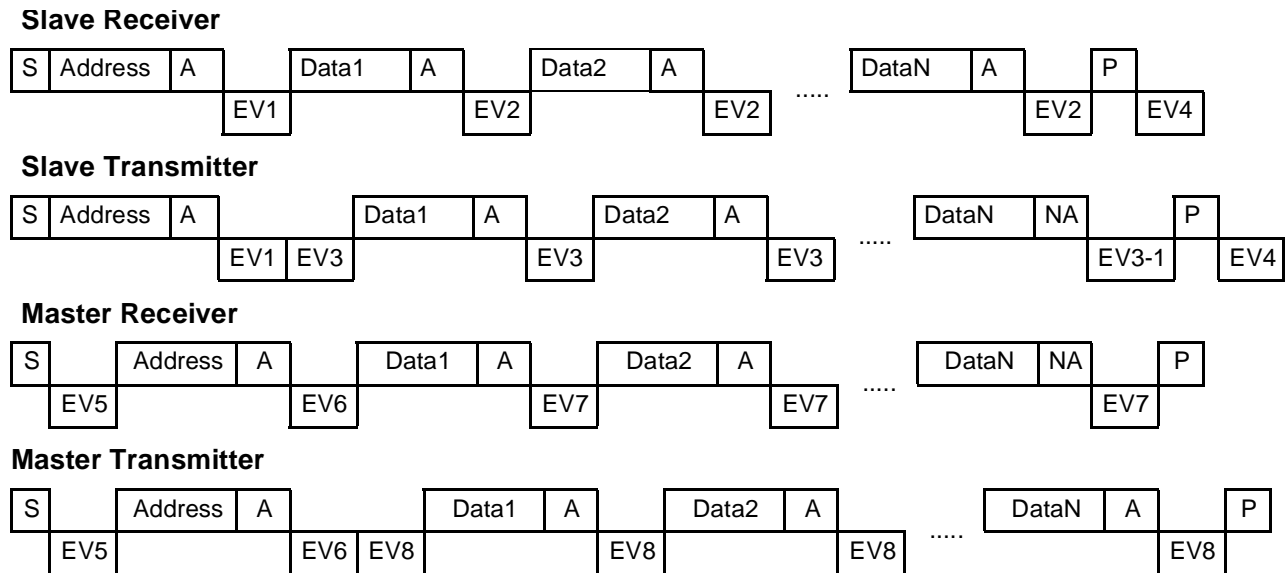 Slave Receiver
S Address A Data1 A Data2 A ..... DataN A P
EV1 EV2 EV2 EV2 EV4
Slave Transmitter
S Address A Data1 A Data2 A ..... DataN NA P
EV1 EV3 EV3 EV3 EV3-1 EV4
Master Receiver
S Address A Data1 A Data2 A ..... DataN NA P
EV5 EV6 EV7 EV7 EV7
Master Transmitter
S Address A Data1 A Data2 A ..... DataN A P
EV5 EV6 EV8 EV8 EV8 EV8